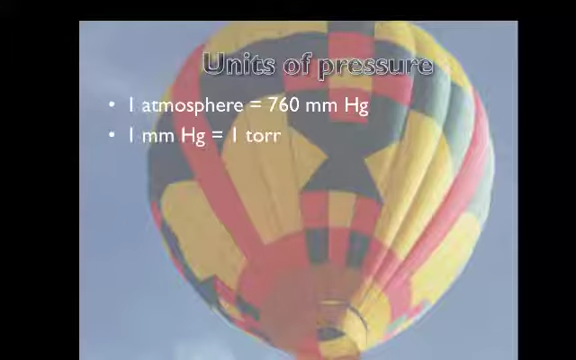 Units of pressure
• 1 atmosphere = 760 mm Hg
• 1 mm Hg = 1 torr